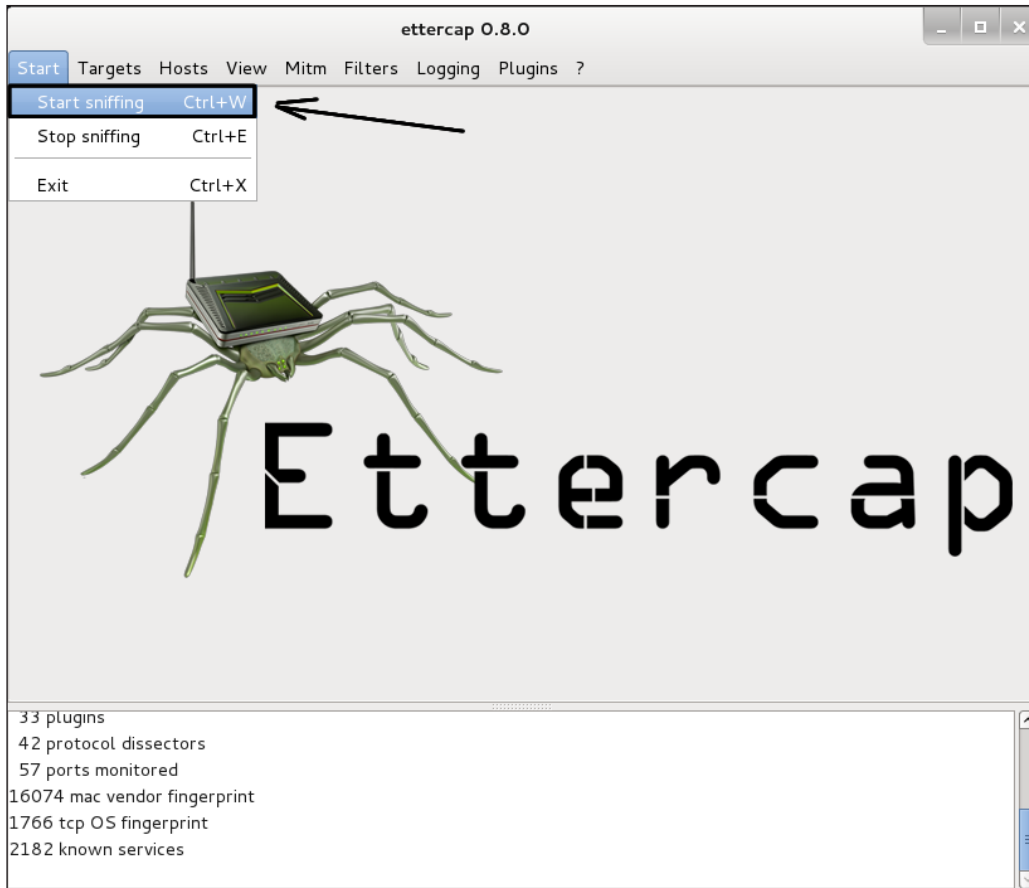 ettercap 0.8.0
Start Targets Hosts View Mitm Filters Logging Plugins ?
Start sniffing Ctrl+W
Stop sniffing Ctrl+E
Exit Ctrl+X
Ettercap
33 plugins
42 protocol dissectors
57 ports monitored
16074 mac vendor fingerprint
1766 tcp OS fingerprint
2182 known services